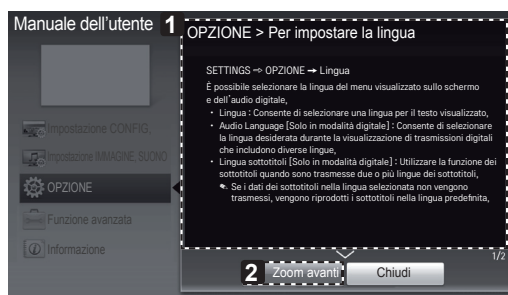 Manuale dell'utente
1
OPZIONE > Per impostare la lingua
SETTINGS ⇨ OPZIONE ➙ Lingua
È possibile selezionare la lingua del menu visualizzato sullo schermo
e dell'audio digitale,
• Lingua : Consente di selezionare una lingua per il testo visualizzato,
• Audio Language [Solo in modalità digitale] : Consente di selezionare
la lingua desiderata durante la visualizzazione di trasmissioni digitali
che includono diverse lingue,
• Lingua sottotitoli [Solo in modalità digitale] : Utilizzare la funzione dei
sottotitoli quando sono trasmesse due o più lingue dei sottotitoli,
✎ Se i dati dei sottotitoli nella lingua selezionata non vengono
trasmessi, vengono riprodotti i sottotitoli nella lingua predefinita,
Impostazione CONFIG,
Impostazione IMMAGINE, SUONO
OPZIONE
Funzione avanzata
Informazione
1/2
2
Zoom avanti
Chiudi